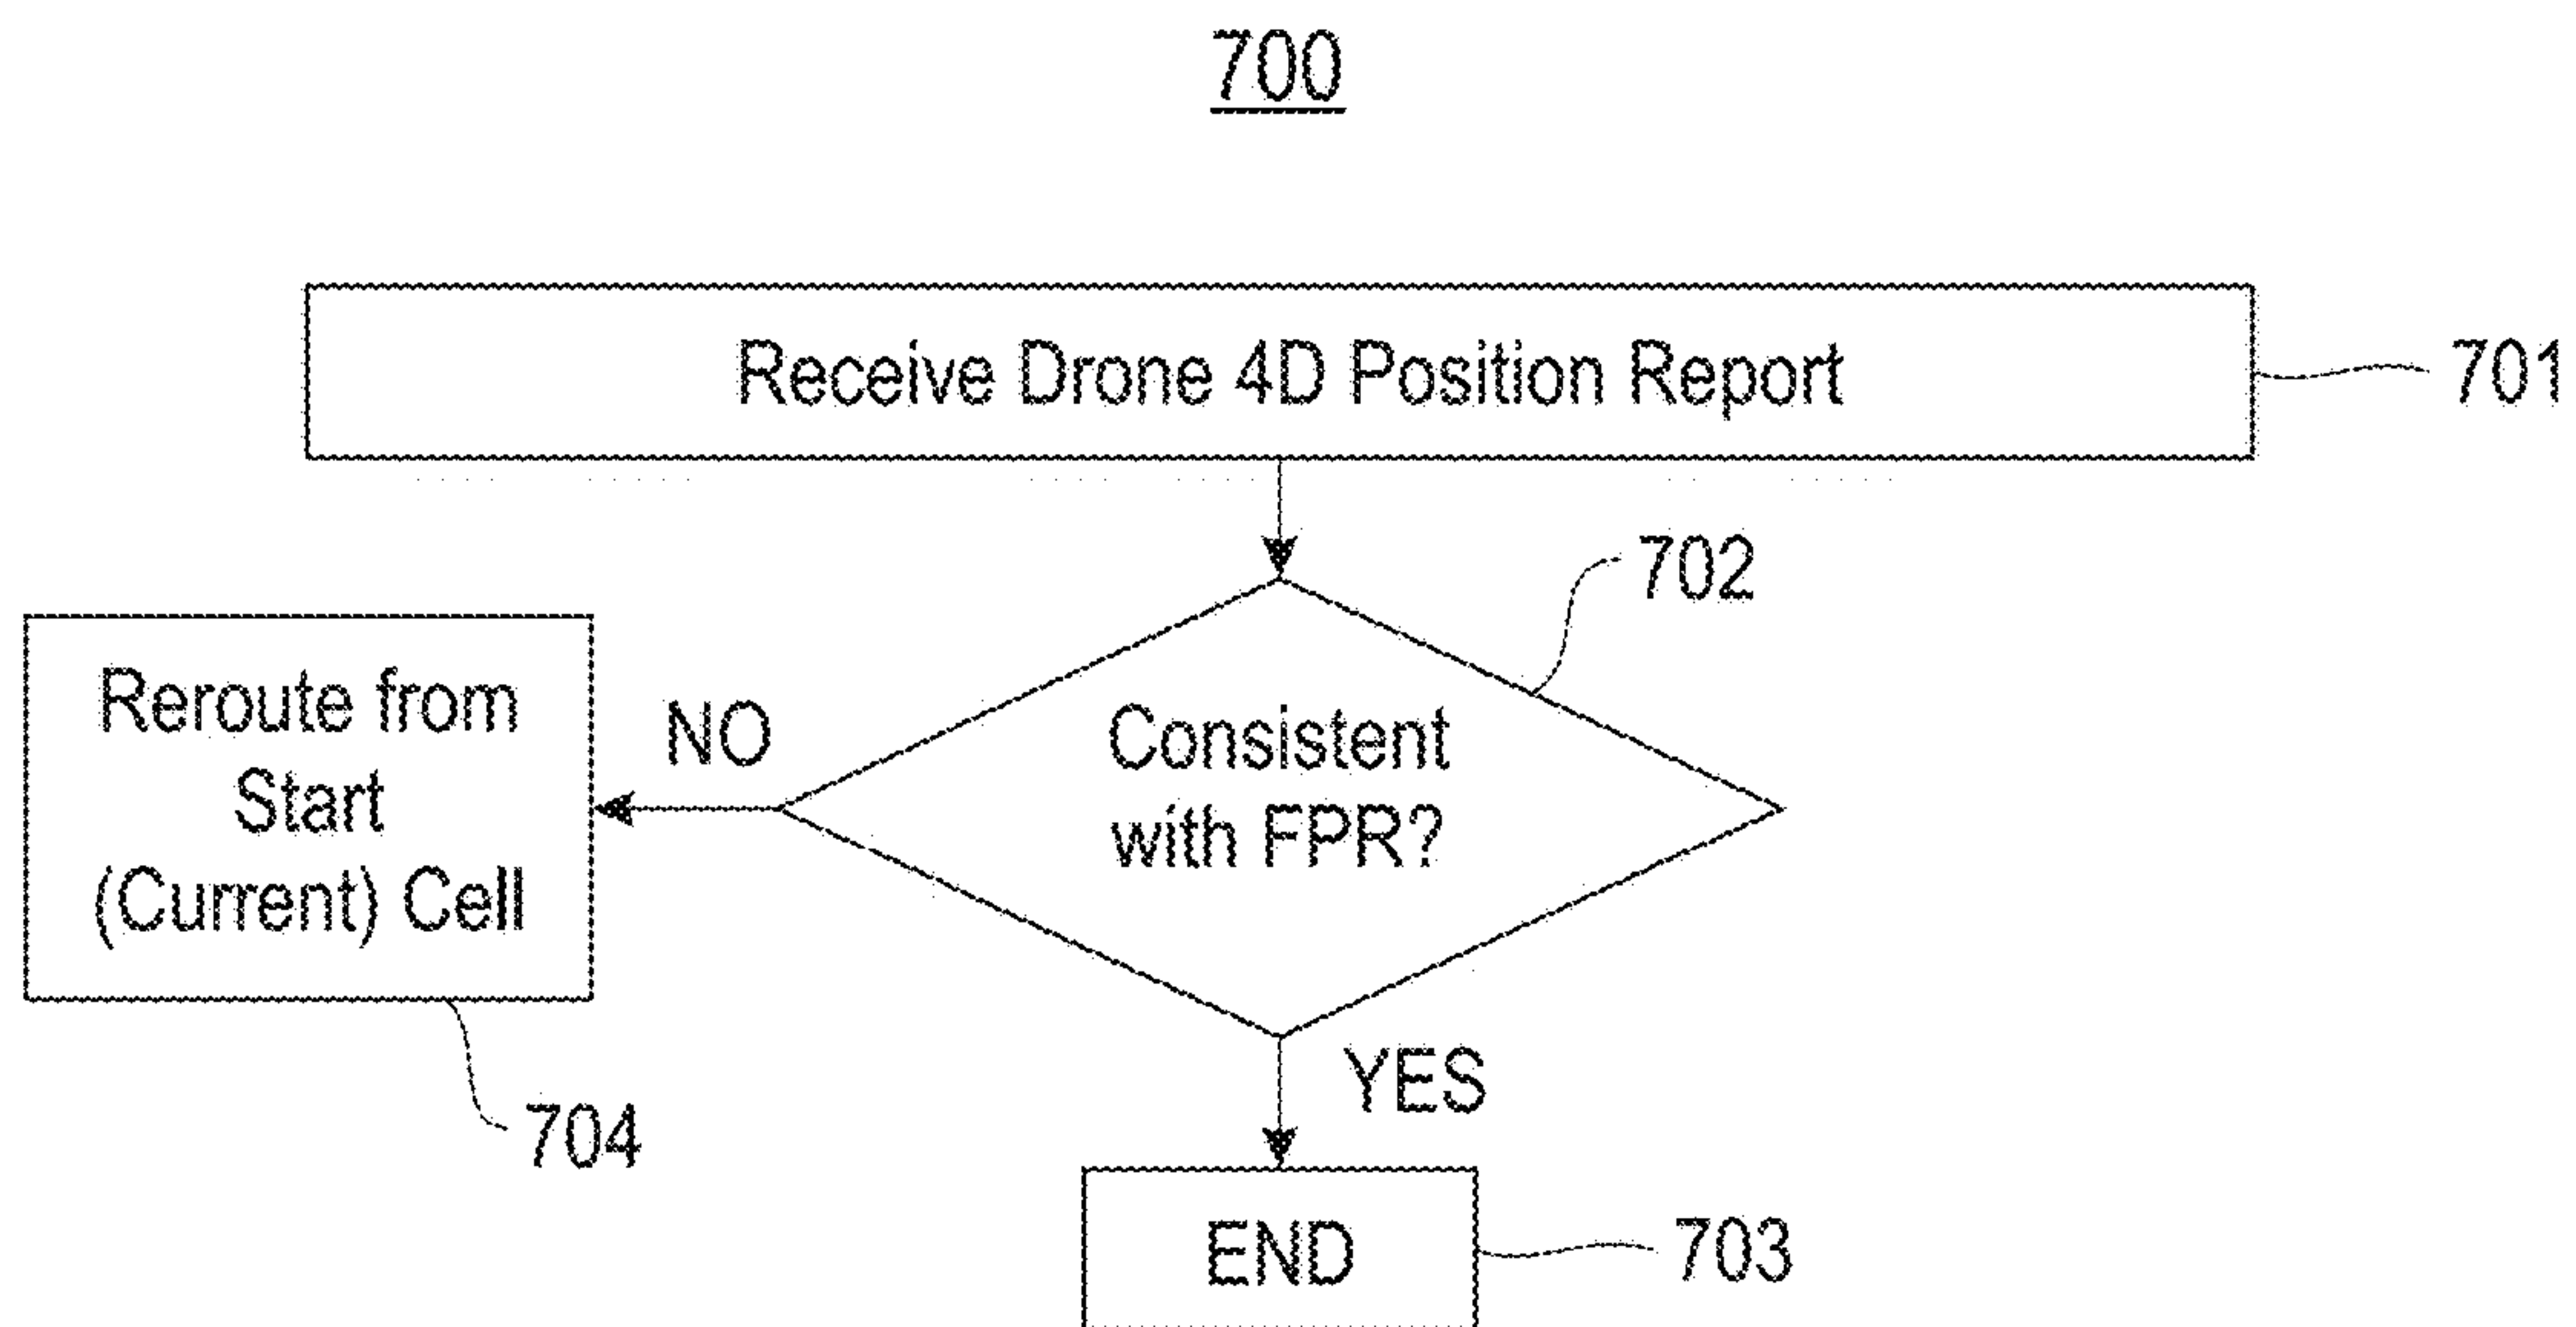 700
Receive Drone 4D Position Report
701
702
Consistent
with FPR?
NO
Reroute from
Start
(Current) Cell
704
YES
END
703